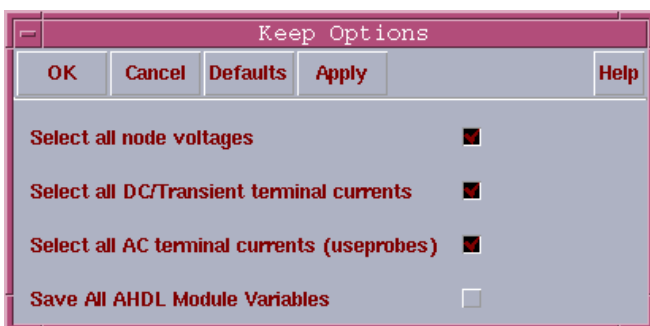 Keep Options
OK Cancel Defaults Apply Help
Select all node voltages
Select all DC/Transient terminal currents
Select all AC terminal currents (useprobes)
Save All AHDL Module Variables